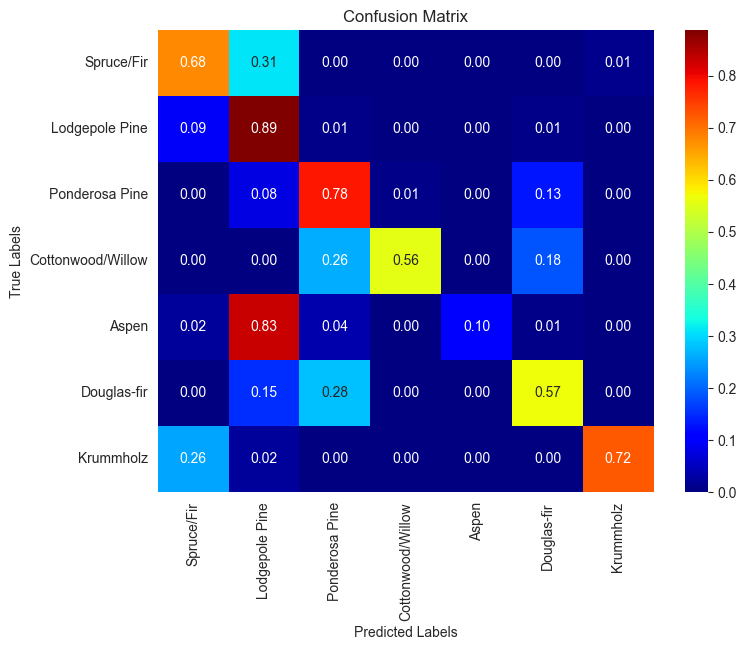 Confusion Matrix
True Labels
Spruce/Fir 0.68 0.31 0.00 0.00 0.00 0.00 0.01
Lodgepole Pine 0.09 0.89 0.01 0.00 0.00 0.01 0.00
Ponderosa Pine 0.00 0.08 0.78 0.01 0.00 0.13 0.00
Cottonwood/Willow 0.00 0.00 0.26 0.56 0.00 0.18 0.00
Aspen 0.02 0.83 0.04 0.00 0.10 0.01 0.00
Douglas-fir 0.00 0.15 0.28 0.00 0.00 0.57 0.00
Krummholz 0.26 0.02 0.00 0.00 0.00 0.00 0.72
Spruce/Fir
Lodgepole Pine
Ponderosa Pine
Cottonwood/Willow
Aspen
Douglas-fir
Krummholz
Predicted Labels
0.8
0.7
0.6
0.5
0.4
0.3
0.2
0.1
0.0